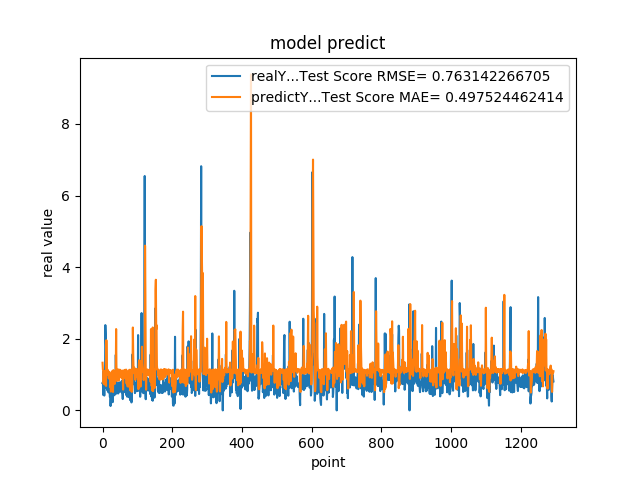 model predict
realY...Test Score RMSE= 0.763142266705
predictY...Test Score MAE= 0.497524462414
real value
8
6
4
2
0
0 200 400 600 800 1000 1200
point